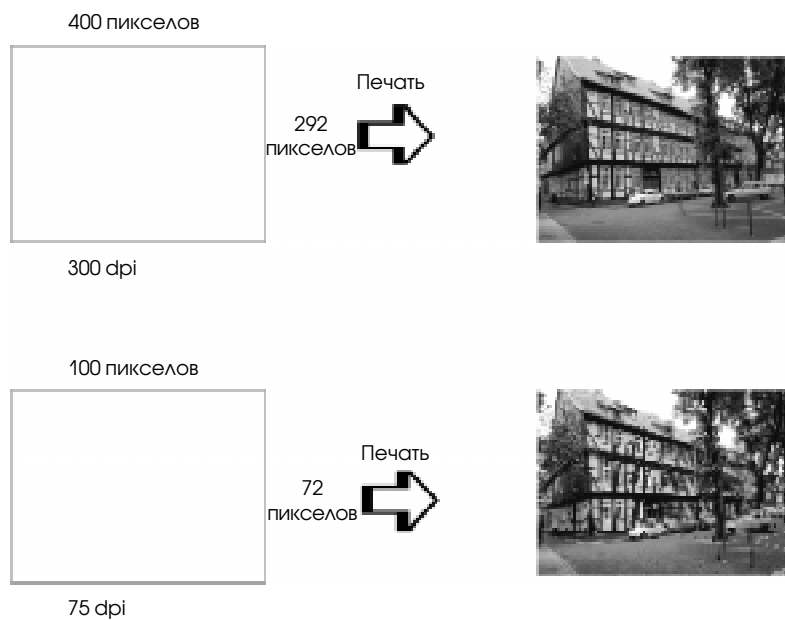 400 пикселов
Печать
292
пикселов
300 dpi
100 пикселов
Печать
72
пикселов
75 dpi